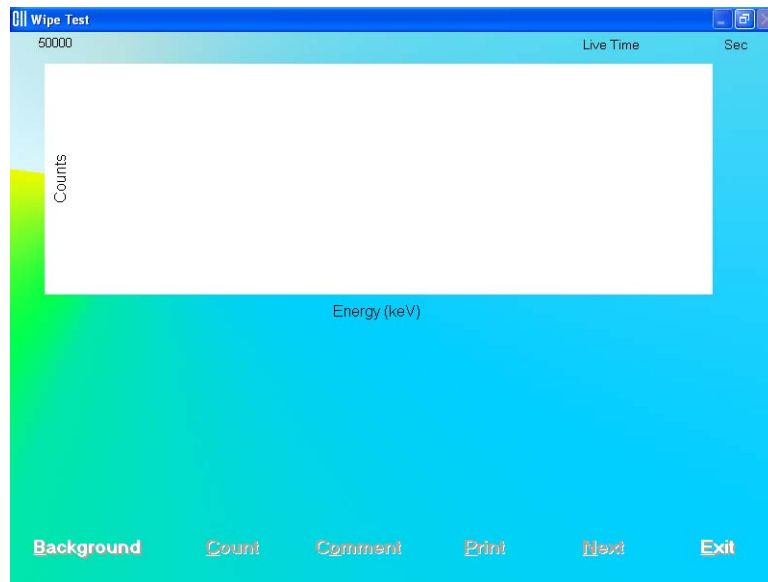 Wipe Test
50000 Live Time Sec
Counts
Energy (keV)
Background Count Comment Print Next Exit